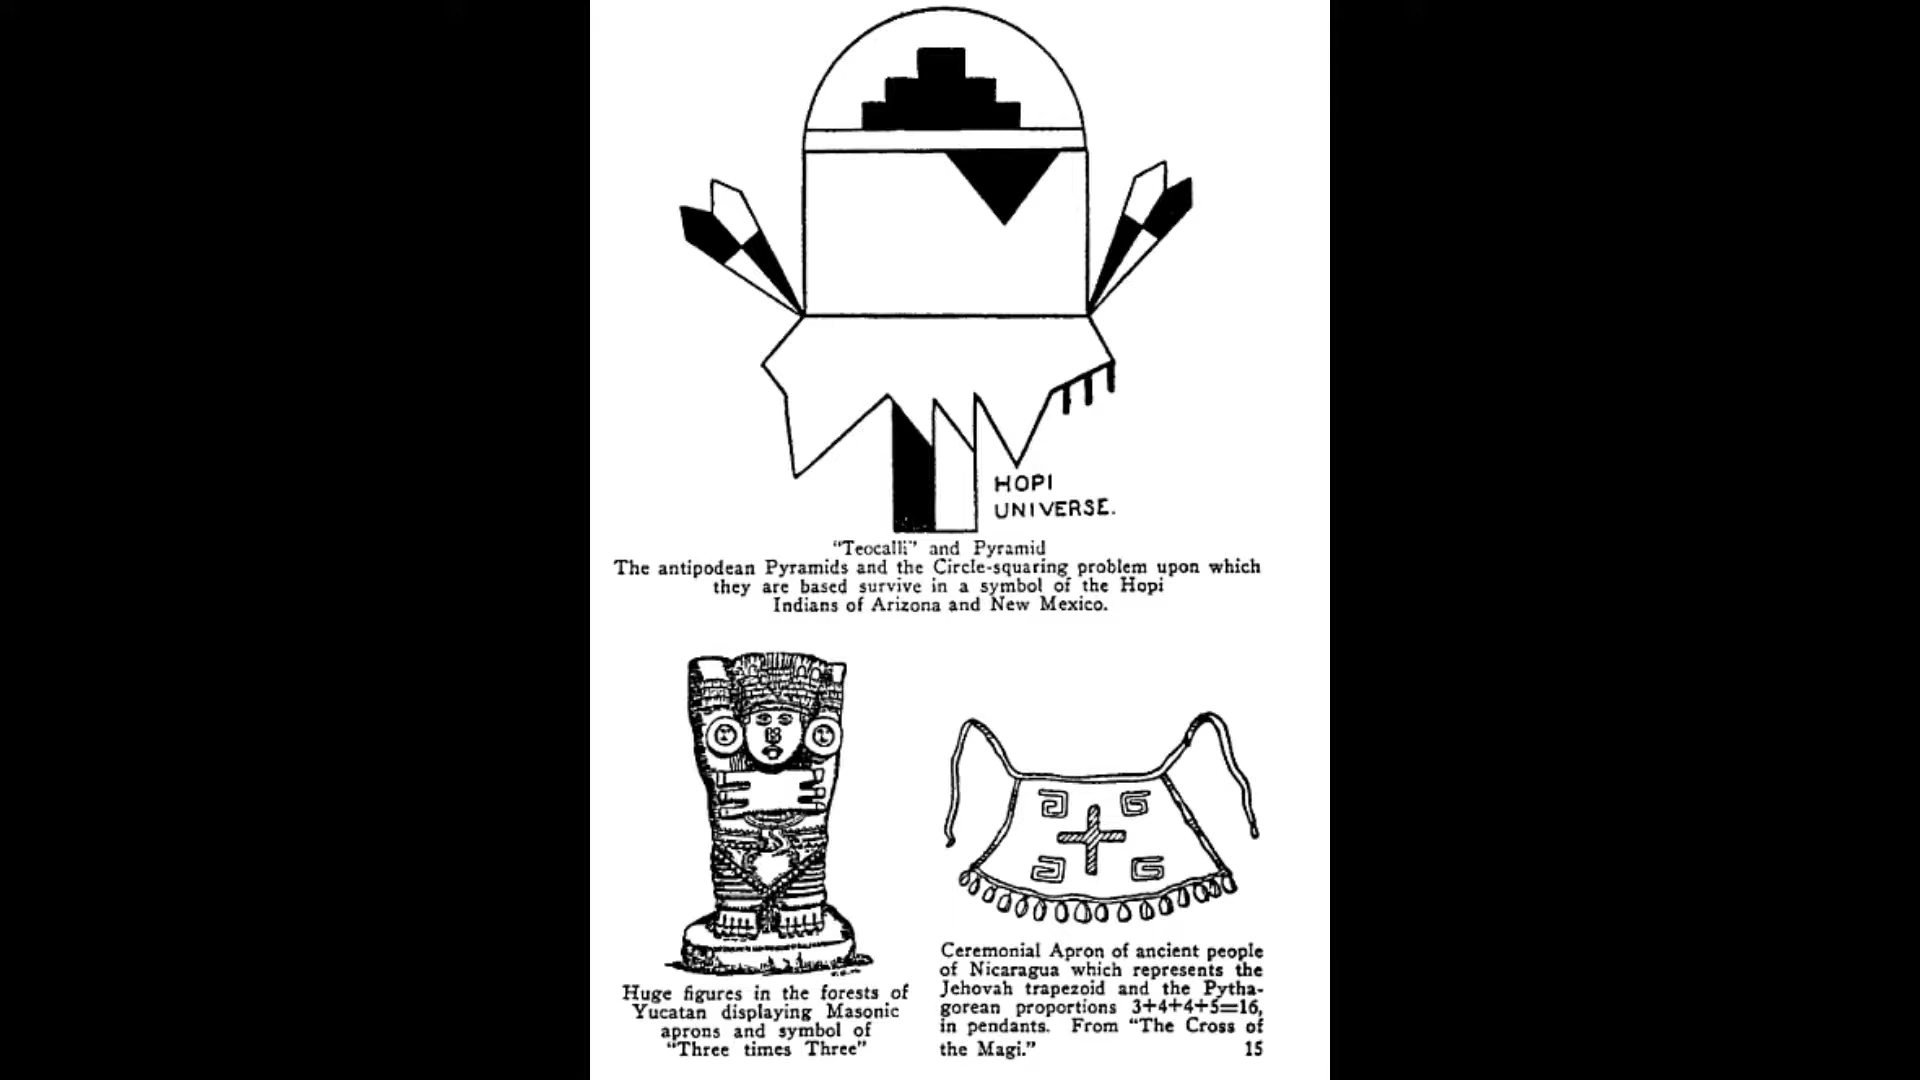 HOPI
UNIVERSE.
"Teocalli" and Pyramid
The antipodean Pyramids and the Circle-squaring problem upon which
they are based survive in a symbol of the Hopi
Indians of Arizona and New Mexico.
Huge figures in the forests of
Yucatan displaying Masonic
aprons and symbol of
"Three times Three"
Ceremonial Apron of ancient people
of Nicaragua which represents the
Jehovah trapezoid and the Pytha-
gorean proportions 3+4+4+5=16,
in pendants. From "The Cross of
the Magi."
15